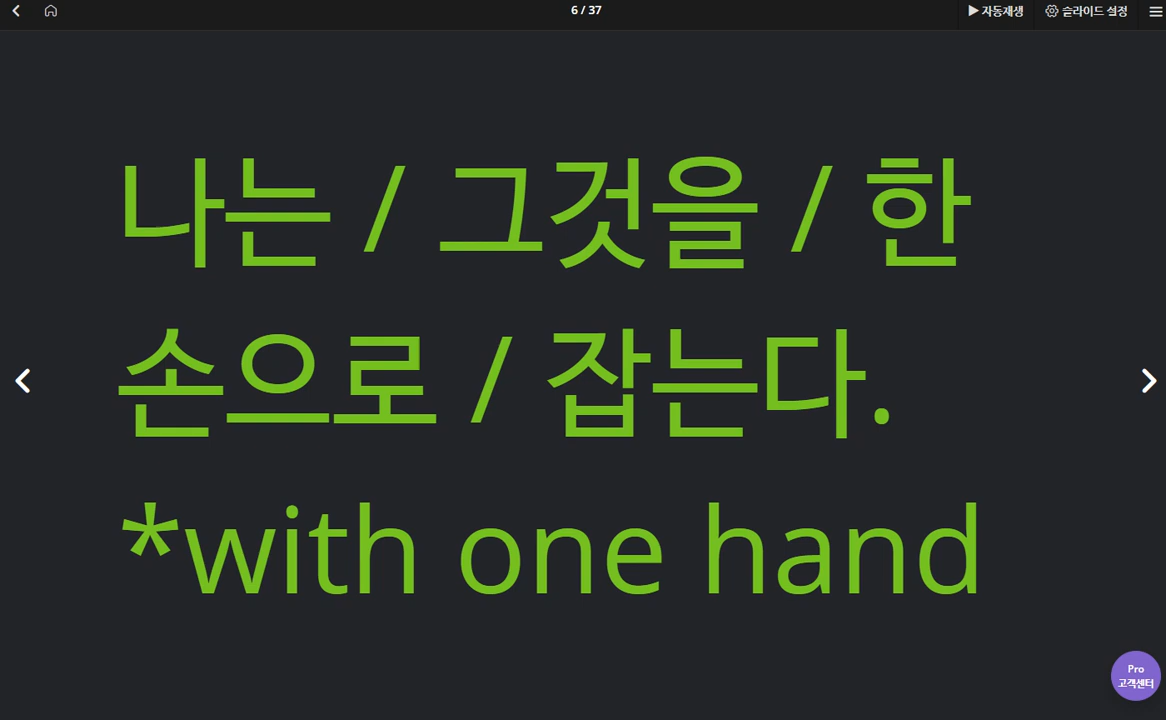 6 / 37
▶ 자동재생
슬라이드 설정
나는 / 그것을 / 한
손으로 / 잡는다.
*with one hand
Pro
고객센터